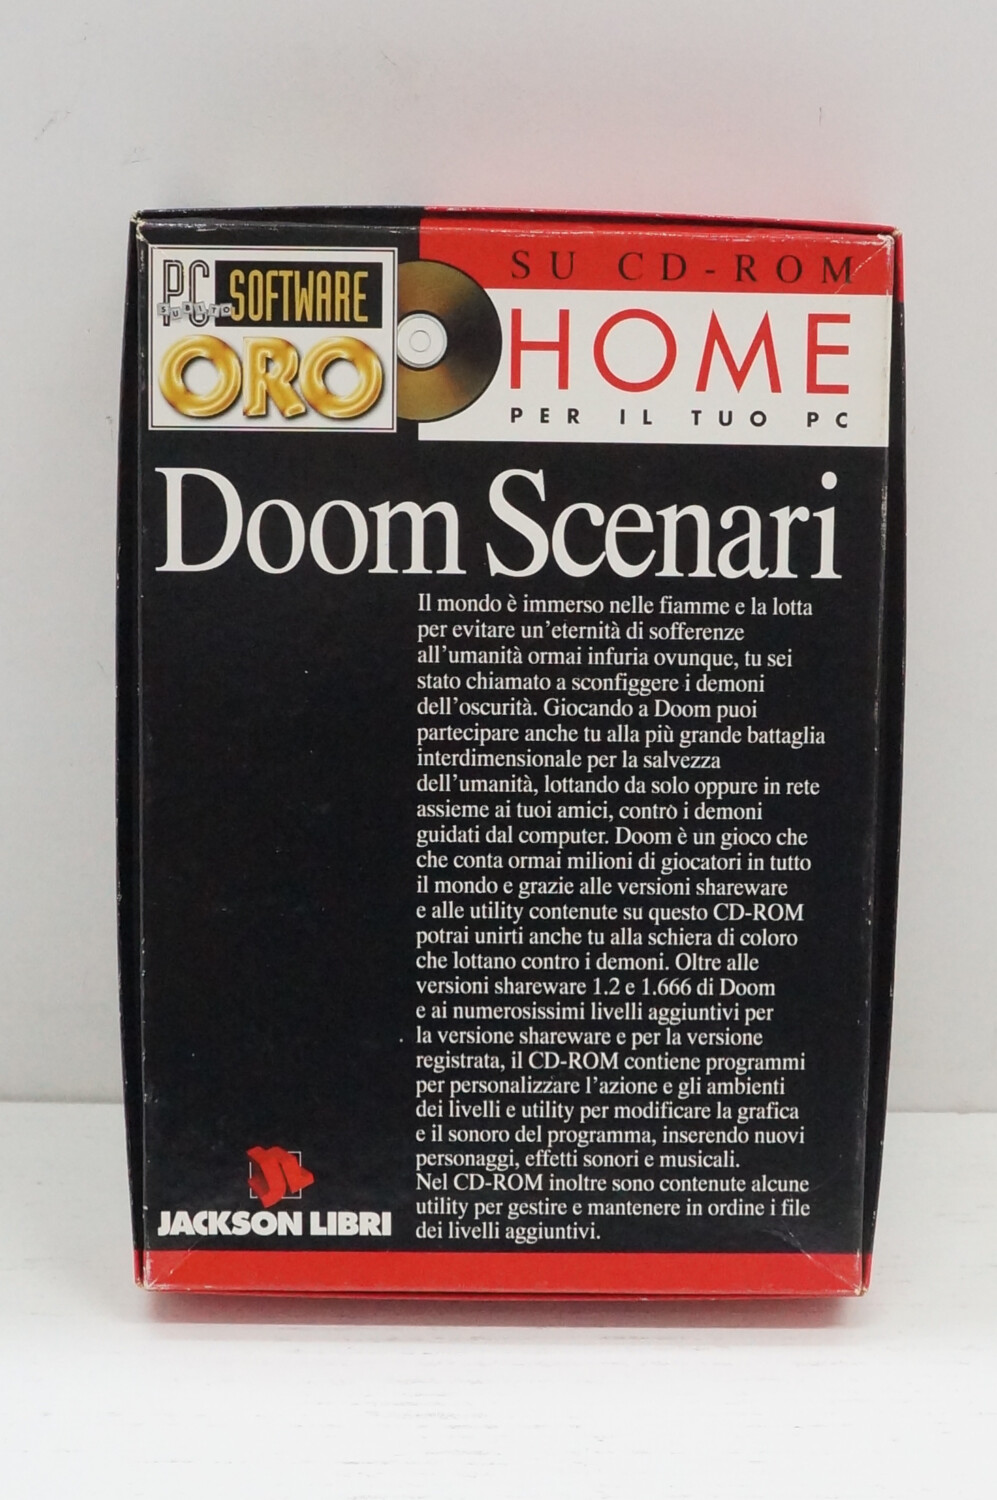 PC SUBITO SOFTWARE
ORO
SU CD-ROM
HOME
PER IL TUO PC
Doom Scenari
Il mondo è immerso nelle fiamme e la lotta
per evitare un'eternità di sofferenze
all'umanità ormai infuria ovunque, tu sei
stato chiamato a sconfiggere i demoni
dell'oscurità. Giocando a Doom puoi
partecipare anche tu alla più grande battaglia
interdimensionale per la salvezza
dell'umanità, lottando da solo oppure in rete
assieme ai tuoi amici, contro i demoni
guidati dal computer. Doom è un gioco che
che conta ormai milioni di giocatori in tutto
il mondo e grazie alle versioni shareware
e alle utility contenute su questo CD-ROM
potrai unirti anche tu alla schiera di coloro
che lottano contro i demoni. Oltre alle
versioni shareware 1.2 e 1.666 di Doom
e ai numerosissimi livelli aggiuntivi per
la versione shareware e per la versione
registrata, il CD-ROM contiene programmi
per personalizzare l'azione e gli ambienti
dei livelli e utility per modificare la grafica
e il sonoro del programma, inserendo nuovi
personaggi, effetti sonori e musicali.
Nel CD-ROM inoltre sono contenute alcune
utility per gestire e mantenere in ordine i file
dei livelli aggiuntivi.
JACKSON LIBRI